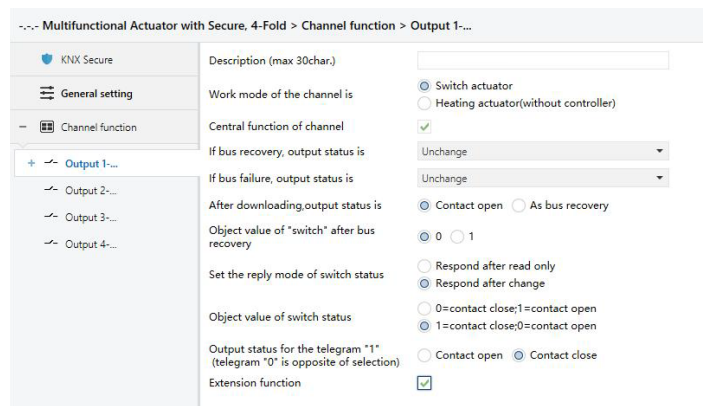 -.-.- Multifunctional Actuator with Secure, 4-Fold > Channel function > Output 1-...
KNX Secure
General setting
Channel function
Output 1-...
Output 2-...
Output 3-...
Output 4-...
Description (max 30char.)
Work mode of the channel is
Switch actuator
Heating actuator(without controller)
Central function of channel
If bus recovery, output status is
Unchange
If bus failure, output status is
Unchange
After downloading,output status is
Contact open
As bus recovery
Object value of "switch" after bus
recovery
0
1
Set the reply mode of switch status
Respond after read only
Respond after change
Object value of switch status
0=contact close;1=contact open
1=contact close;0=contact open
Output status for the telegram "1"
(telegram "0" is opposite of selection)
Contact open
Contact close
Extension function